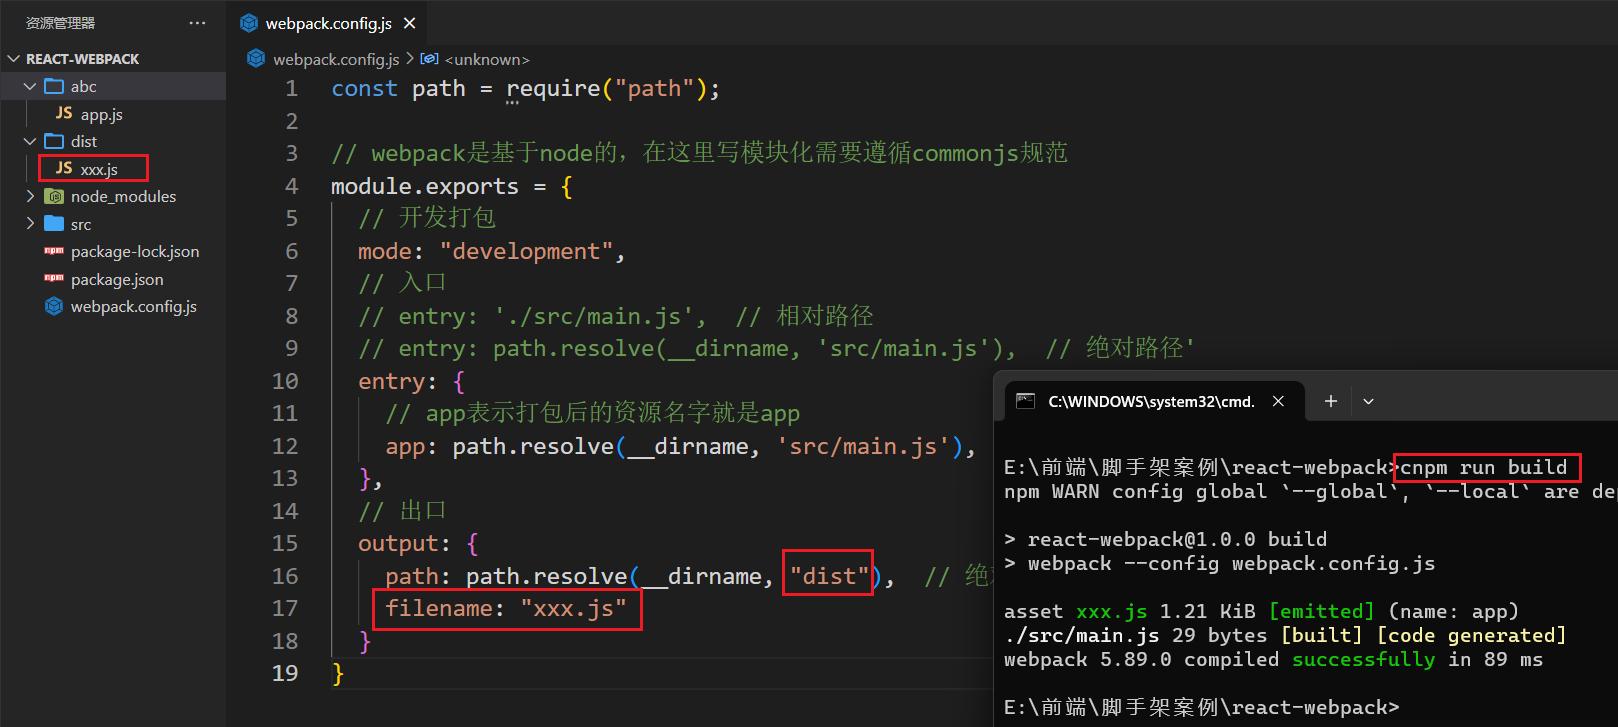 资源管理器 ···
REACT-WEBPACK
abc
JS app.js
dist
JS xxx.js
node_modules
src
package-lock.json
package.json
webpack.config.js
webpack.config.js ×
webpack.config.js > <unknown>
1 const path = require("path");
2
3 // webpack是基于node的，在这里写模块化需要遵循commonjs规范
4 module.exports = {
5 // 开发打包
6 mode: "development",
7 // 入口
8 // entry: './src/main.js', // 相对路径
9 // entry: path.resolve(__dirname, 'src/main.js'), // 绝对路径'
10 entry: {
11 // app表示打包后的资源名字就是app
12 app: path.resolve(__dirname, 'src/main.js'),
13 },
14 // 出口
15 output: {
16 path: path.resolve(__dirname, "dist"), // 绝
17 filename: "xxx.js"
18 }
19 }
C:\WINDOWS\system32\cmd. × +
E:\前端\脚手架案例\react-webpack>cnpm run build
npm WARN config global `--global`, `--local` are dep
> react-webpack@1.0.0 build
> webpack --config webpack.config.js
asset xxx.js 1.21 KiB [emitted] (name: app)
./src/main.js 29 bytes [built] [code generated]
webpack 5.89.0 compiled successfully in 89 ms
E:\前端\脚手架案例\react-webpack>